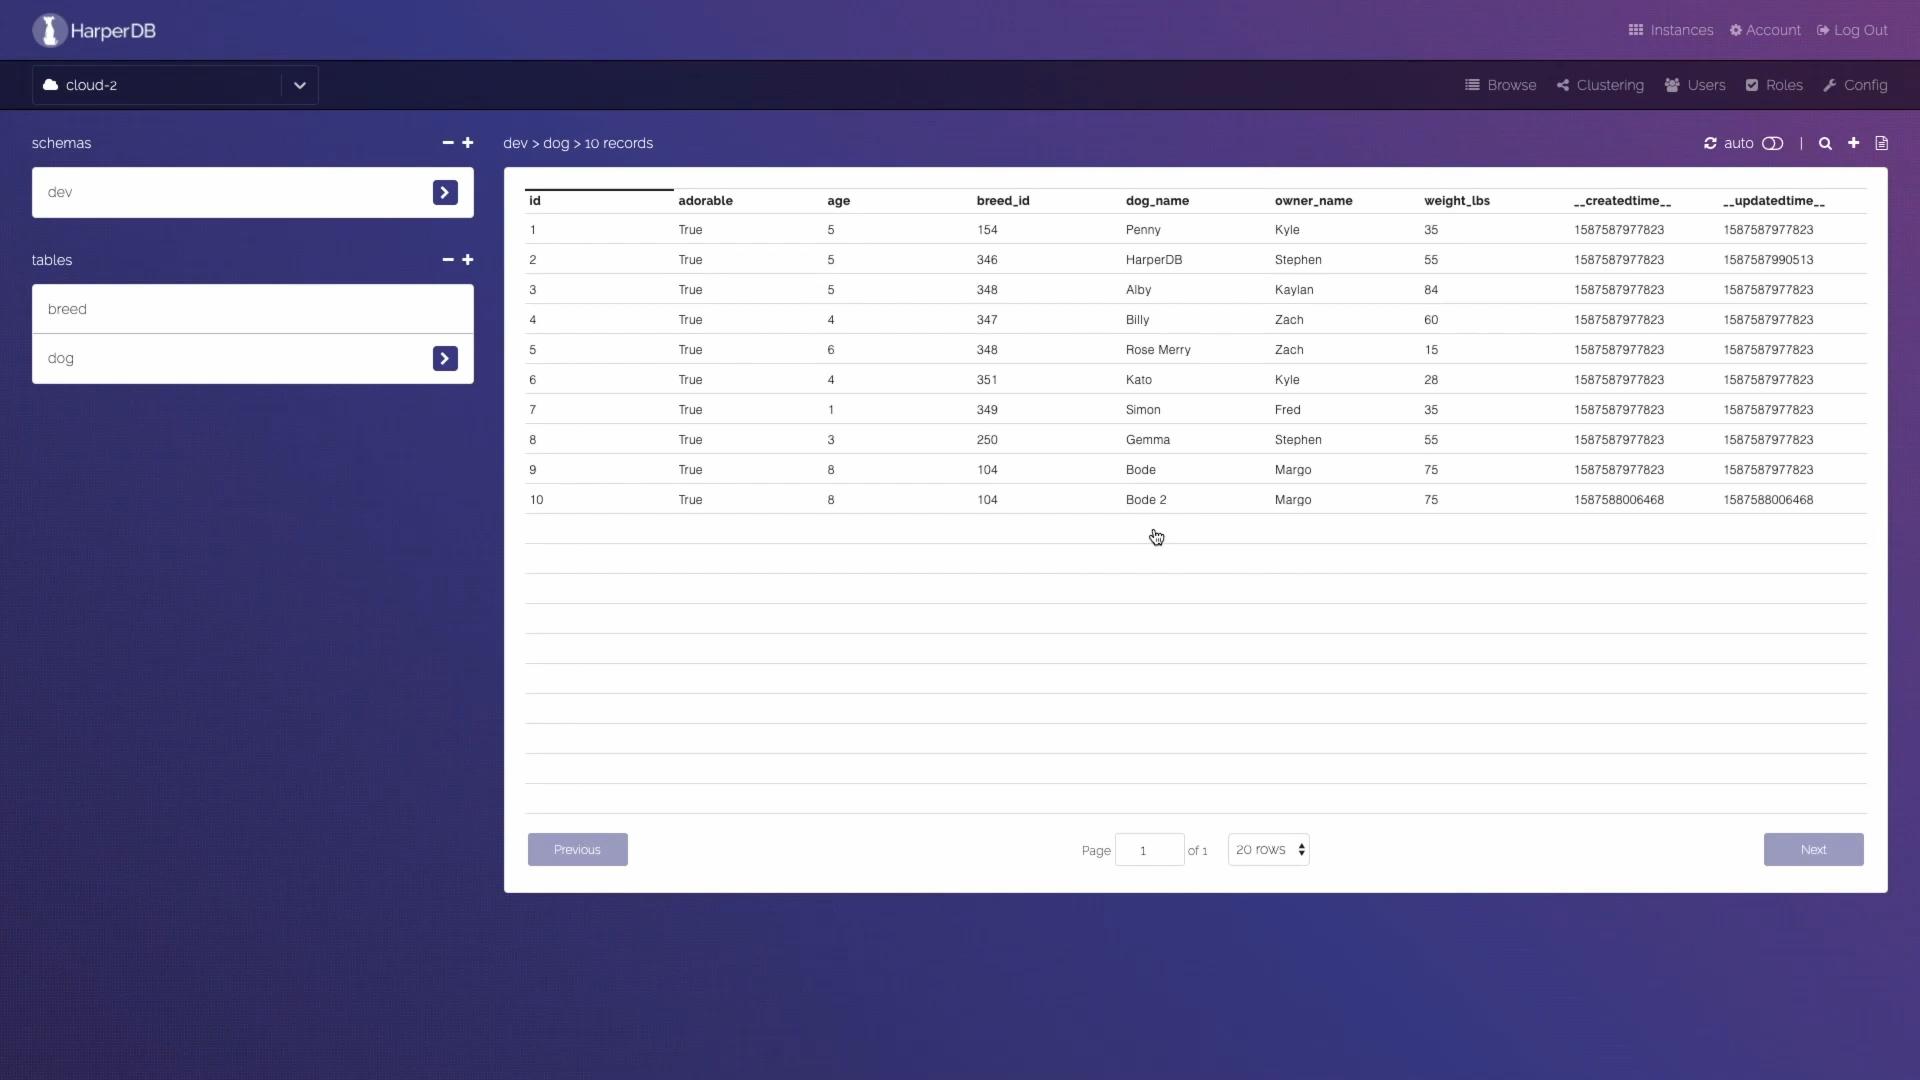 HarperDB
Instances Account Log Out
cloud-2
Browse Clustering Users Roles Config
schemas
dev
tables
breed
dog
dev > dog > 10 records
auto
id adorable age breed_id dog_name owner_name weight_lbs __createdtime__ __updatedtime__
1 True 5 154 Penny Kyle 35 1587587977823 1587587977823
2 True 5 346 HarperDB Stephen 55 1587587977823 1587587990513
3 True 5 348 Alby Kaylan 84 1587587977823 1587587977823
4 True 4 347 Billy Zach 60 1587587977823 1587587977823
5 True 6 348 Rose Merry Zach 15 1587587977823 1587587977823
6 True 4 351 Kato Kyle 28 1587587977823 1587587977823
7 True 1 349 Simon Fred 35 1587587977823 1587587977823
8 True 3 250 Gemma Stephen 55 1587587977823 1587587977823
9 True 8 104 Bode Margo 75 1587587977823 1587587977823
10 True 8 104 Bode 2 Margo 75 1587588006468 1587588006468
Previous Page 1 of 1 20 rows Next